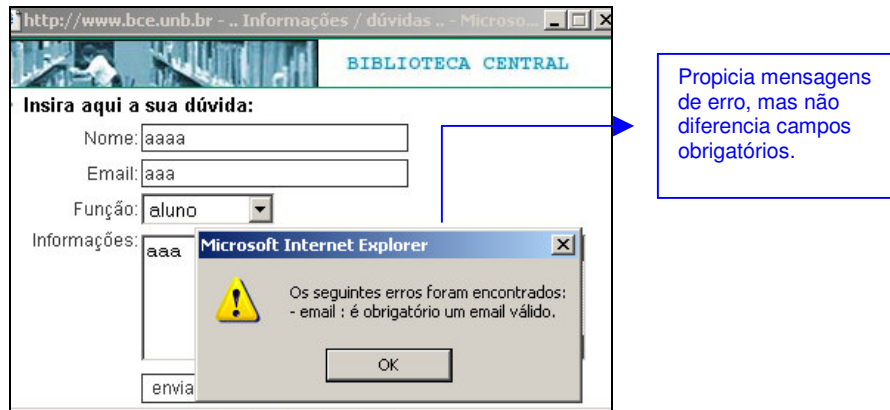 http://www.bce.unb.br - .. Informações / dúvidas .. - Microso...
BIBLIOTECA CENTRAL
Insira aqui a sua dúvida:
Nome: aaaa
Email: aaa
Função: aluno
Informações:
aaa
Microsoft Internet Explorer
Os seguintes erros foram encontrados:
- email : é obrigatório um email válido.
OK
envia
Propicia mensagens
de erro, mas não
diferencia campos
obrigatórios.